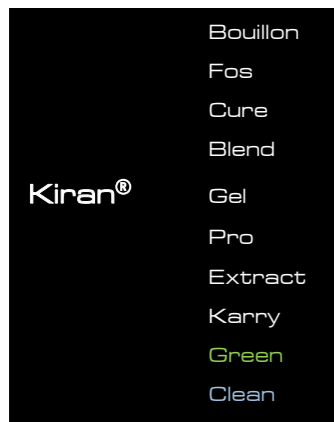 Bouillon
Fos
Cure
Blend
Kiran®
Gel
Pro
Extract
Karry
Green
Clean